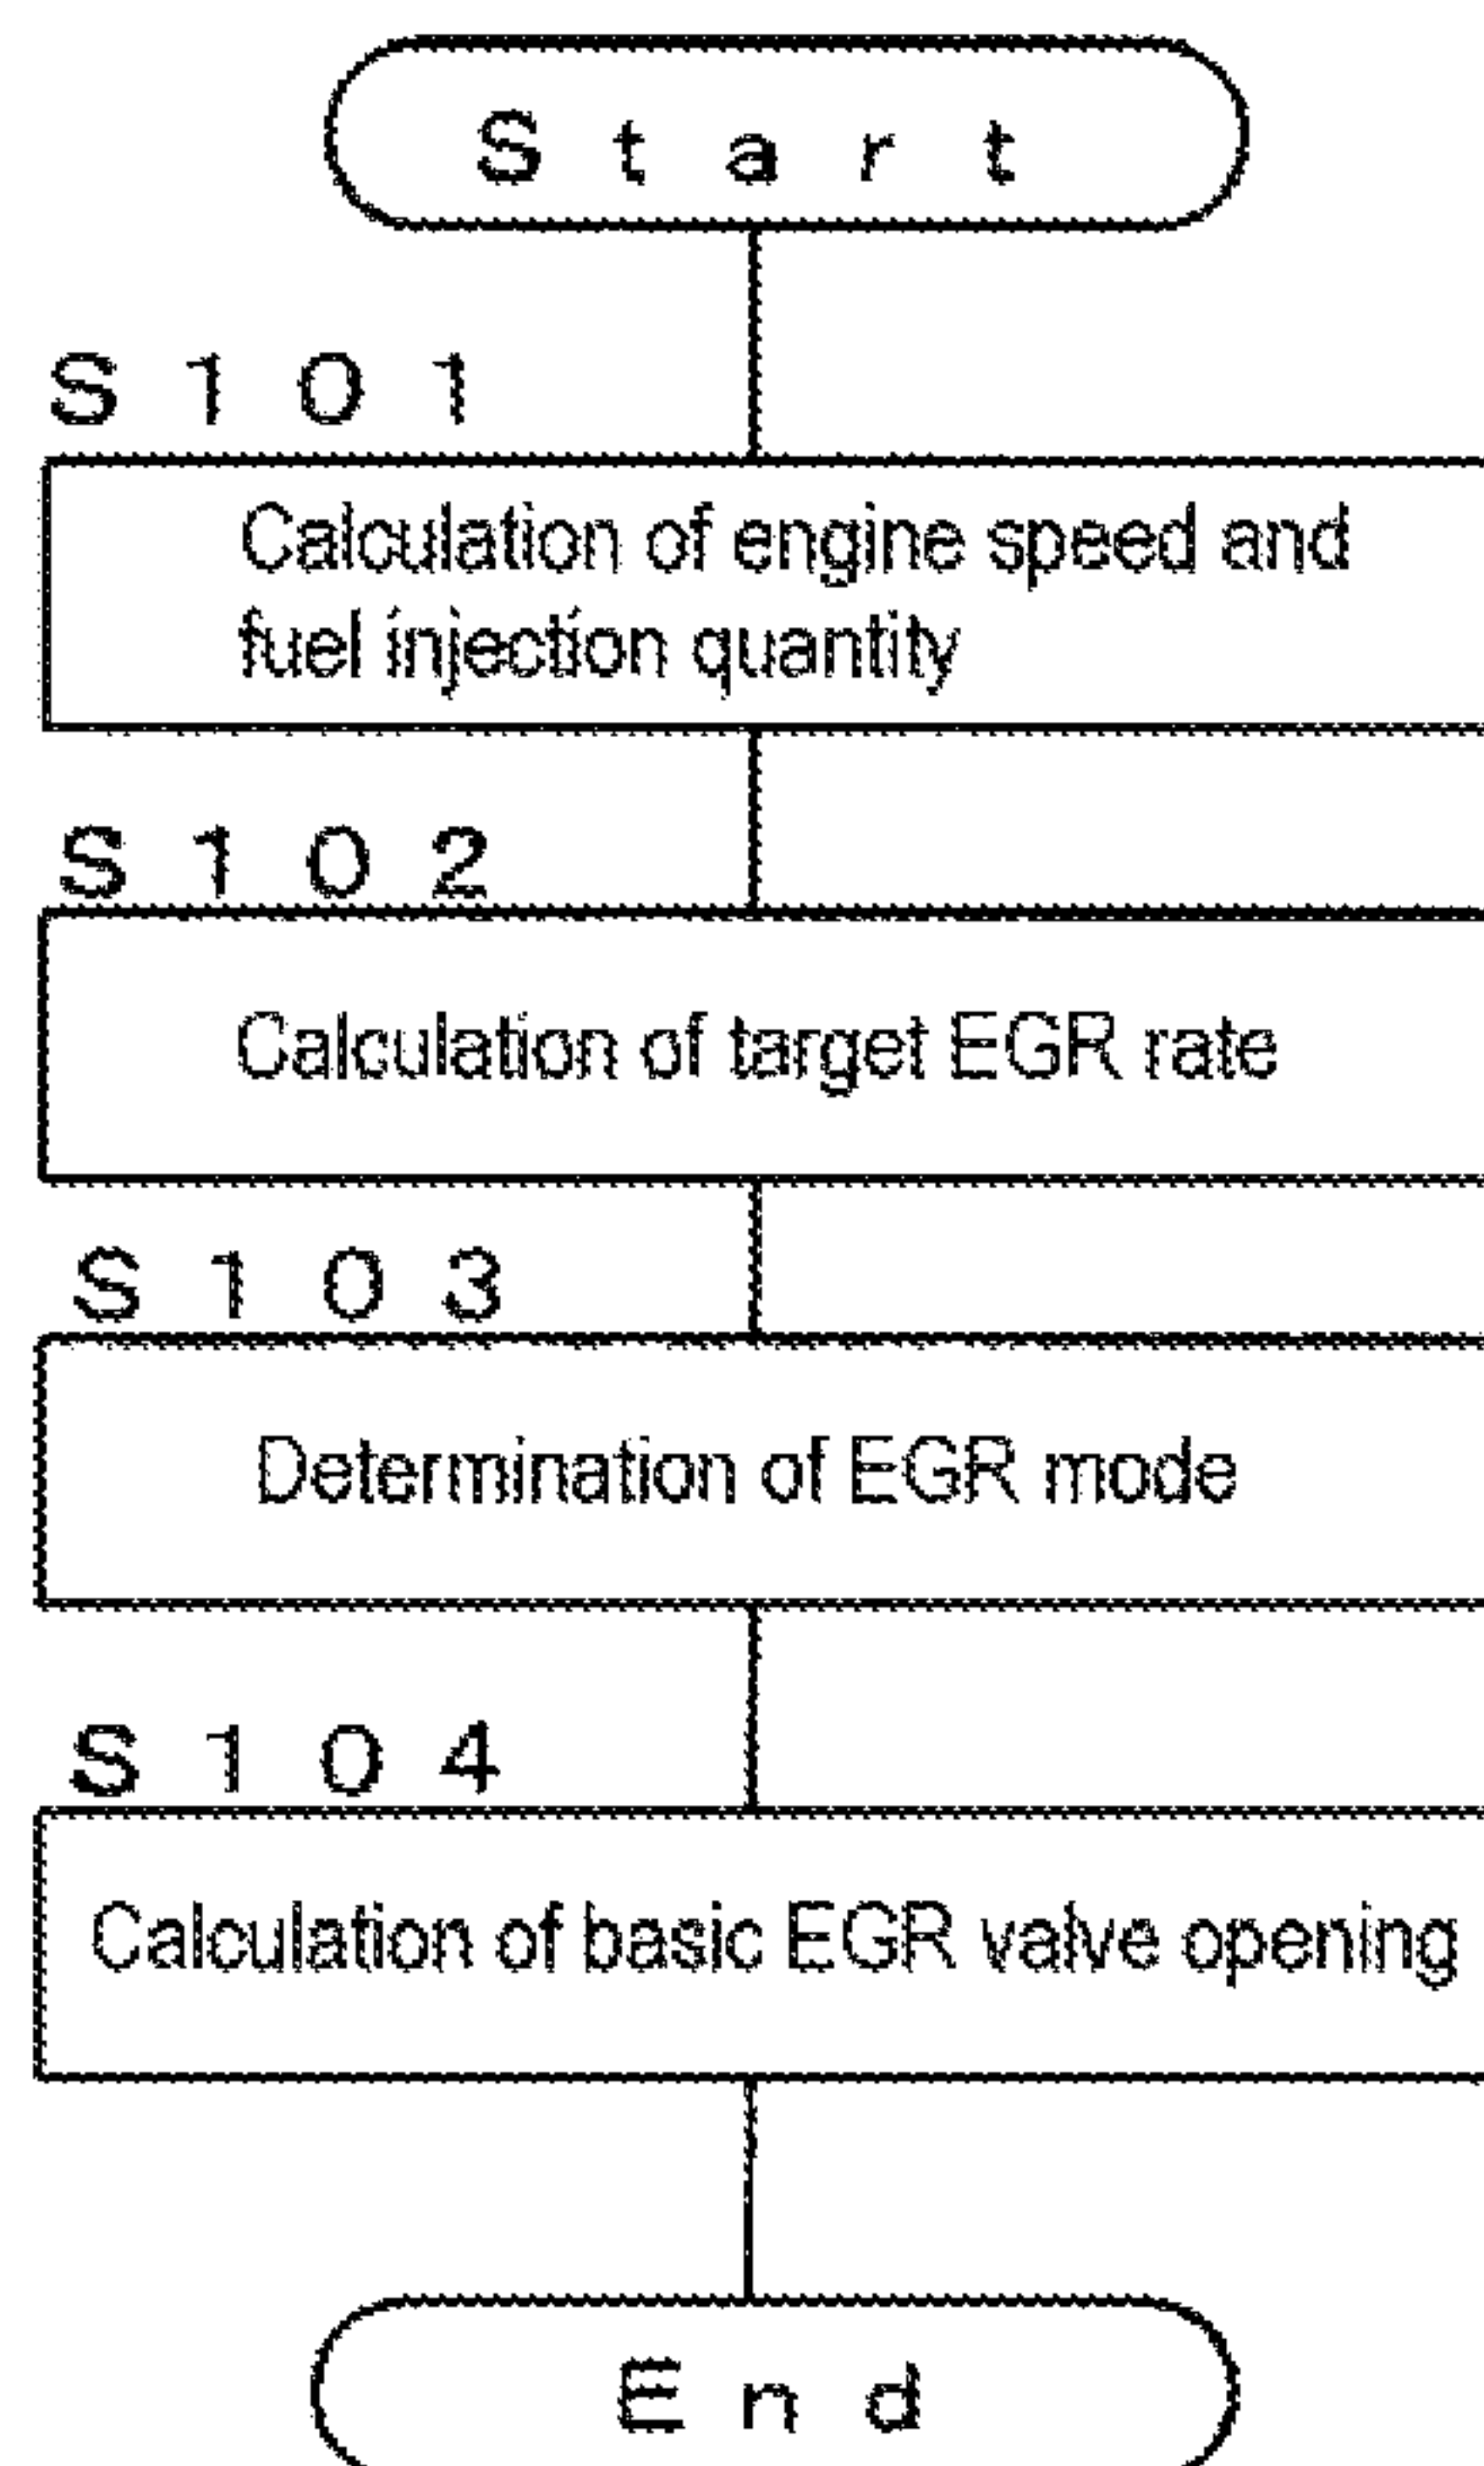 Start
S101
Calculation of engine speed and
fuel injection quantity
S102
Calculation of target EGR rate
S103
Determination of EGR mode
S104
Calculation of basic EGR valve opening
End